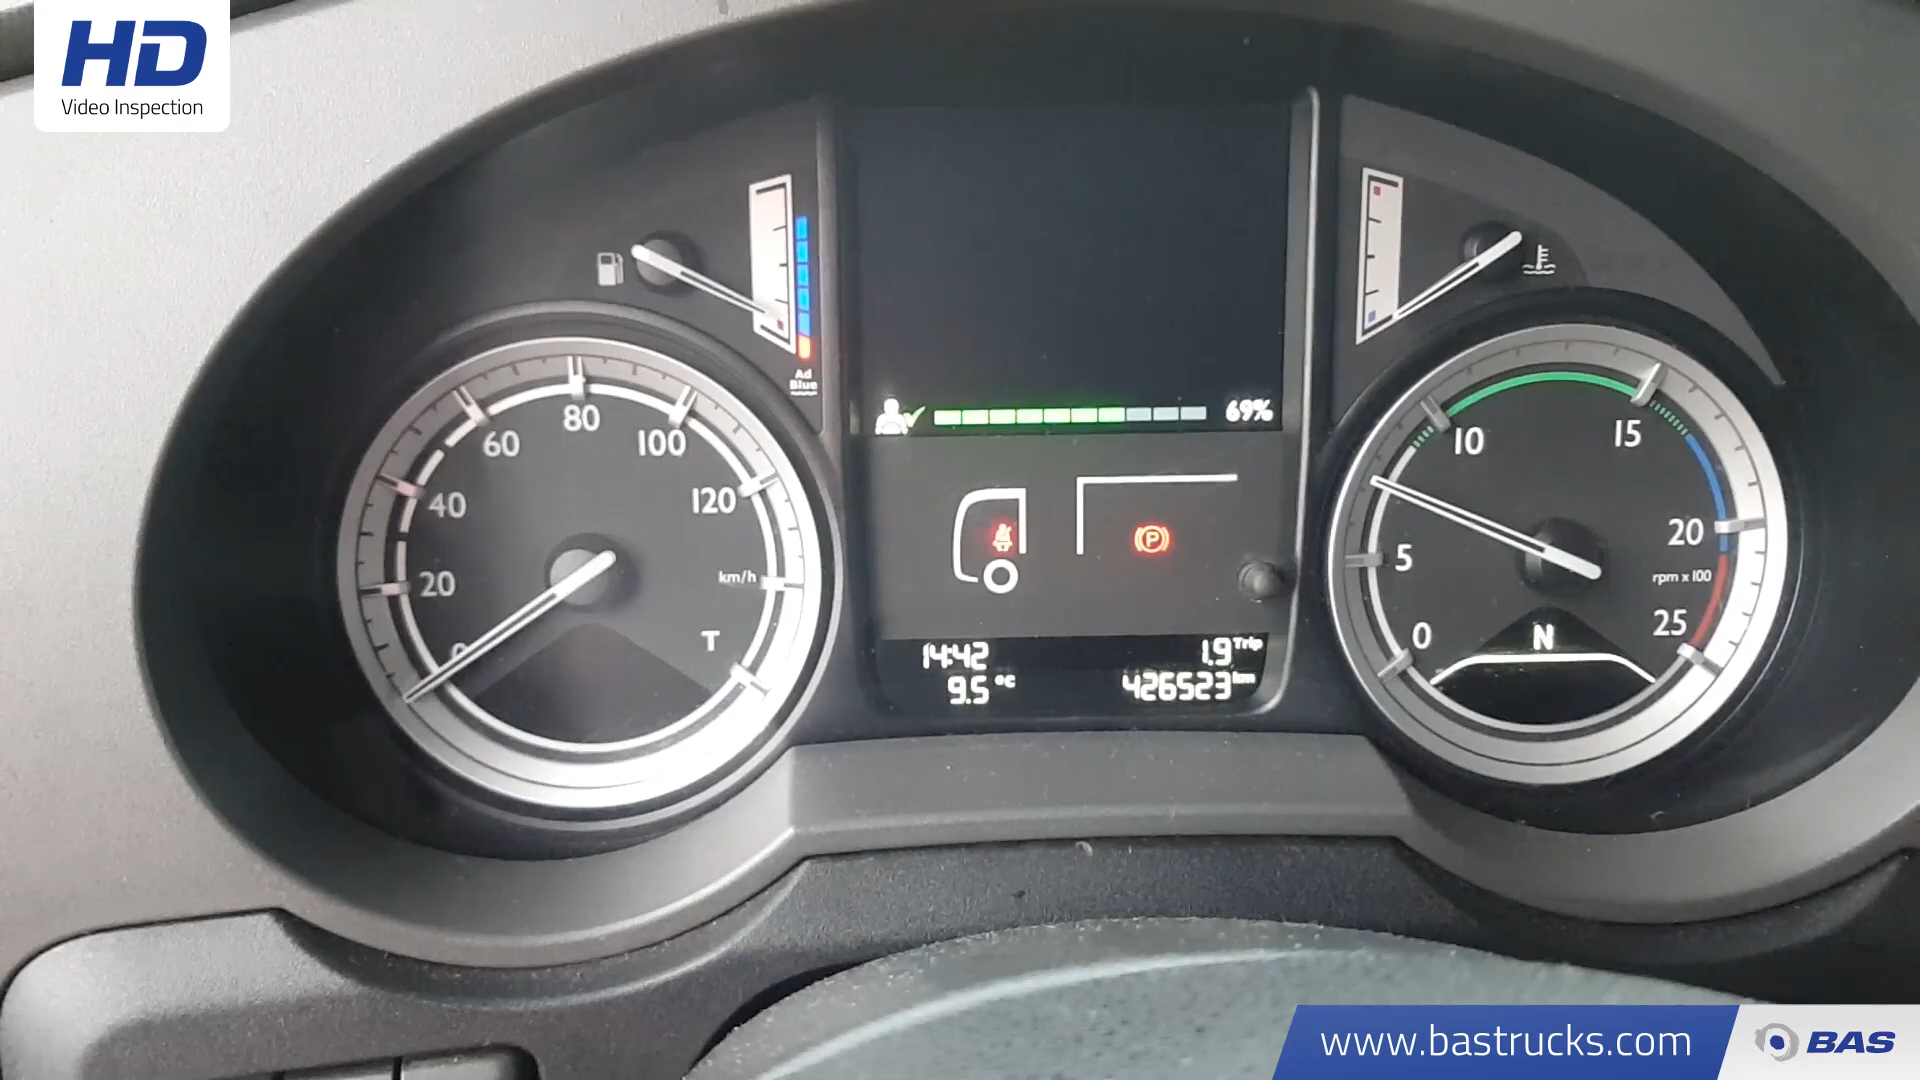 HD
Video Inspection
Ad
Blue
69%
60
80
100
40
120
20
km/h
0
T
10
15
5
20
rpm x 100
0
25
N
P
14:42
1.9 Trip
9.5 °C
426523 km
www.bastrucks.com
BAS